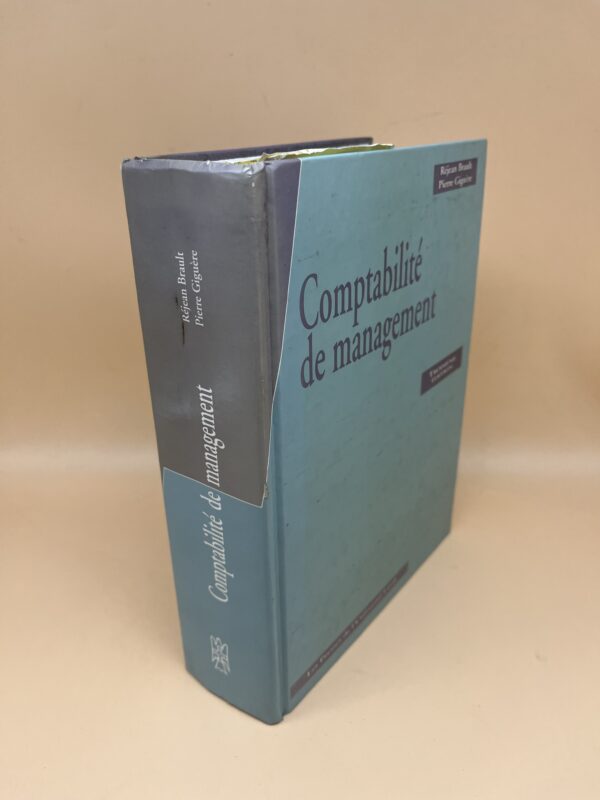 Réjean Brault
Pierre Giguère
Comptabilité de management
Réjean Brault
Pierre Giguère
Comptabilité
de management